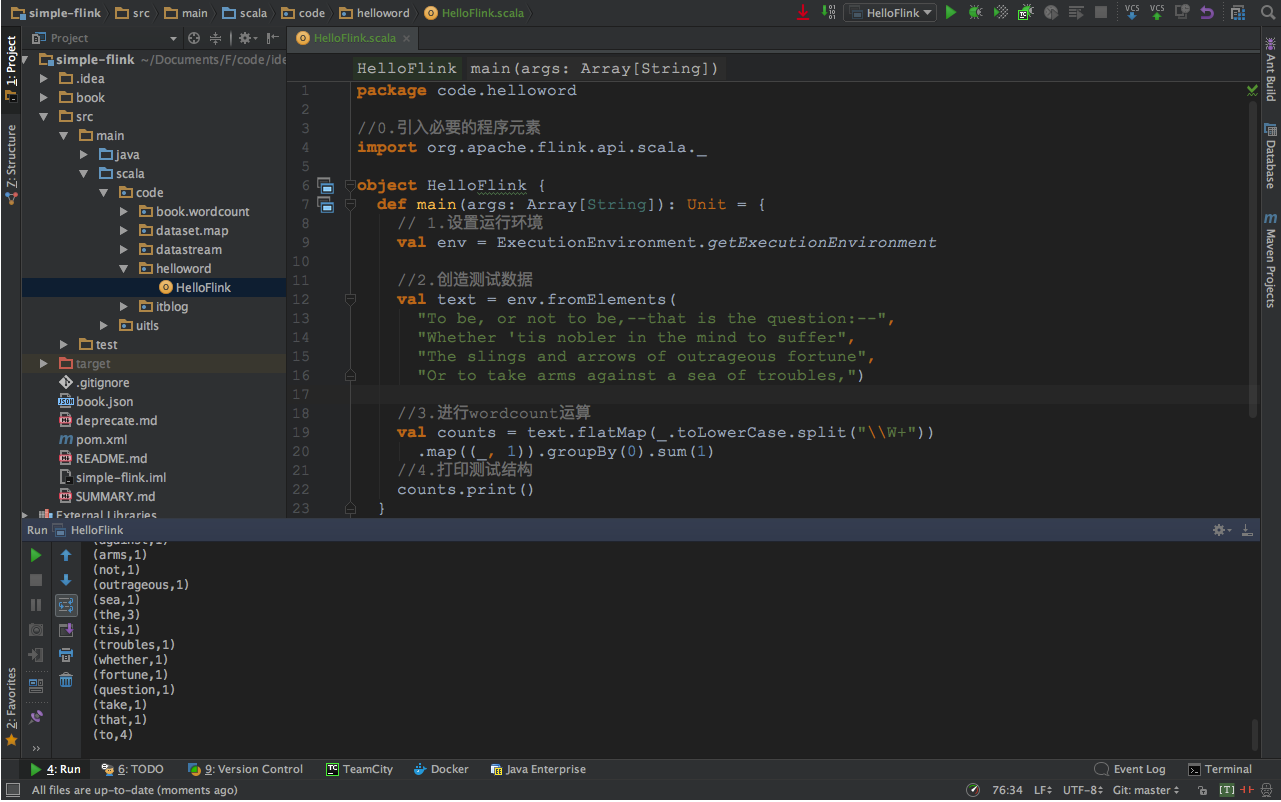 simple-flink src main scala code helloword HelloFlink.scala
HelloFlink
VCS VCS
1: Project
Z: Structure
2: Favorites
Project
simple-flink ~/Documents/F/code/ide
.idea
book
src
main
java
scala
code
book.wordcount
dataset.map
datastream
helloword
HelloFlink
itblog
uitls
test
target
.gitignore
book.json
deprecate.md
pom.xml
README.md
simple-flink.iml
SUMMARY.md
External Libraries
HelloFlink.scala
HelloFlink main(args: Array[String])
1 package code.helloword
2
3 //0.引入必要的程序元素
4 import org.apache.flink.api.scala._
5
6 object HelloFlink {
7 def main(args: Array[String]): Unit = {
8 // 1.设置运行环境
9 val env = ExecutionEnvironment.getExecutionEnvironment
10
11 //2.创造测试数据
12 val text = env.fromElements(
13 "To be, or not to be,--that is the question:--",
14 "Whether 'tis nobler in the mind to suffer",
15 "The slings and arrows of outrageous fortune",
16 "Or to take arms against a sea of troubles,")
17
18 //3.进行wordcount运算
19 val counts = text.flatMap(_.toLowerCase.split("\\W+"))
20 .map((_, 1)).groupBy(0).sum(1)
21 //4.打印测试结构
22 counts.print()
23 }
Ant Build
Database
Maven Projects
Run HelloFlink
(against,1)
(arms,1)
(not,1)
(outrageous,1)
(sea,1)
(the,3)
(tis,1)
(troubles,1)
(whether,1)
(fortune,1)
(question,1)
(take,1)
(that,1)
(to,4)
4: Run 6: TODO 9: Version Control TeamCity Docker Java Enterprise Event Log Terminal
All files are up-to-date (moments ago) 76:34 LF UTF-8 Git: master [T]